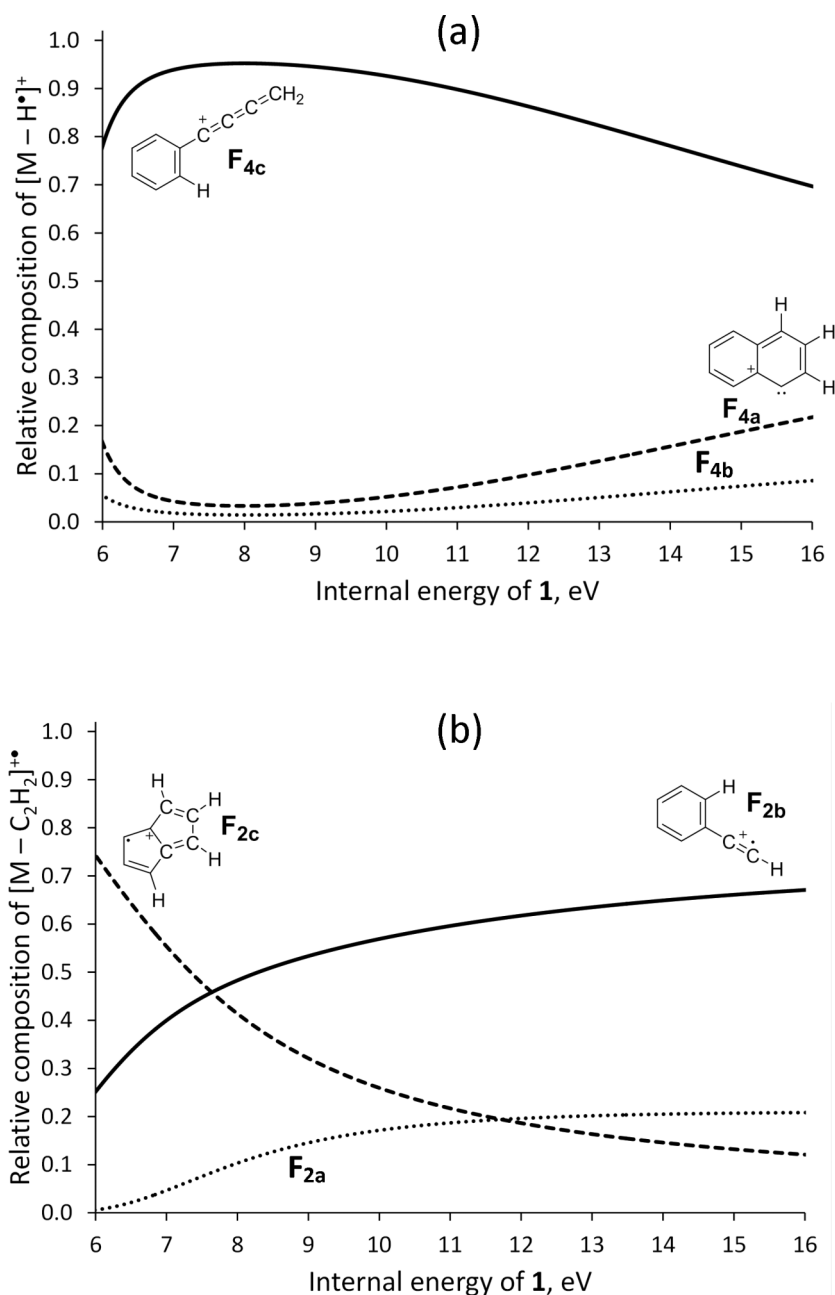 (a)
Relative composition of [M – H•]+
1.0
0.9
0.8
0.7
0.6
0.5
0.4
0.3
0.2
0.1
0.0
+
C C C CH2
H
F4c
H
H
+
H
F4a
F4b
6 7 8 9 10 11 12 13 14 15 16
Internal energy of 1, eV
(b)
Relative composition of [M – C2H2]+•
1.0
0.9
0.8
0.7
0.6
0.5
0.4
0.3
0.2
0.1
0.0
H
C H
C
+ C
C H
H
F2c
H
+
C C
H
F2b
F2a
6 7 8 9 10 11 12 13 14 15 16
Internal energy of 1, eV